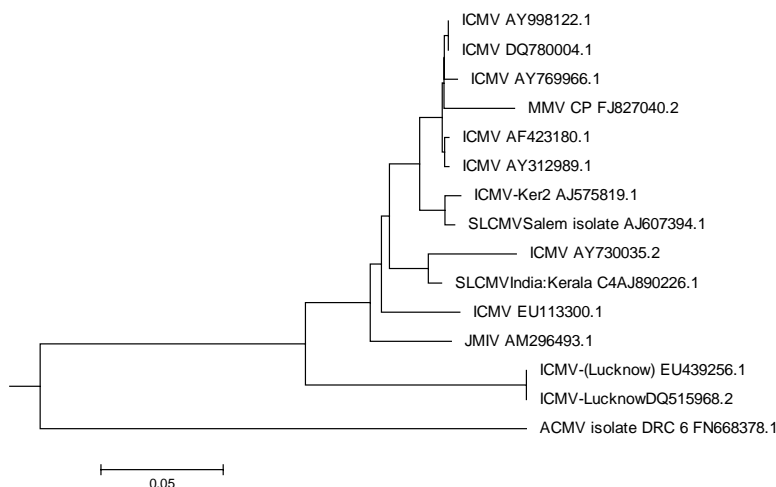 ICMV AY998122.1
ICMV DQ780004.1
ICMV AY769966.1
MMV CP FJ827040.2
ICMV AF423180.1
ICMV AY312989.1
ICMV-Ker2 AJ575819.1
SLCMVSalem isolate AJ607394.1
ICMV AY730035.2
SLCMVIndia:Kerala C4AJ890226.1
ICMV EU113300.1
JMIV AM296493.1
ICMV-(Lucknow) EU439256.1
ICMV-LucknowDQ515968.2
ACMV isolate DRC 6 FN668378.1
0.05